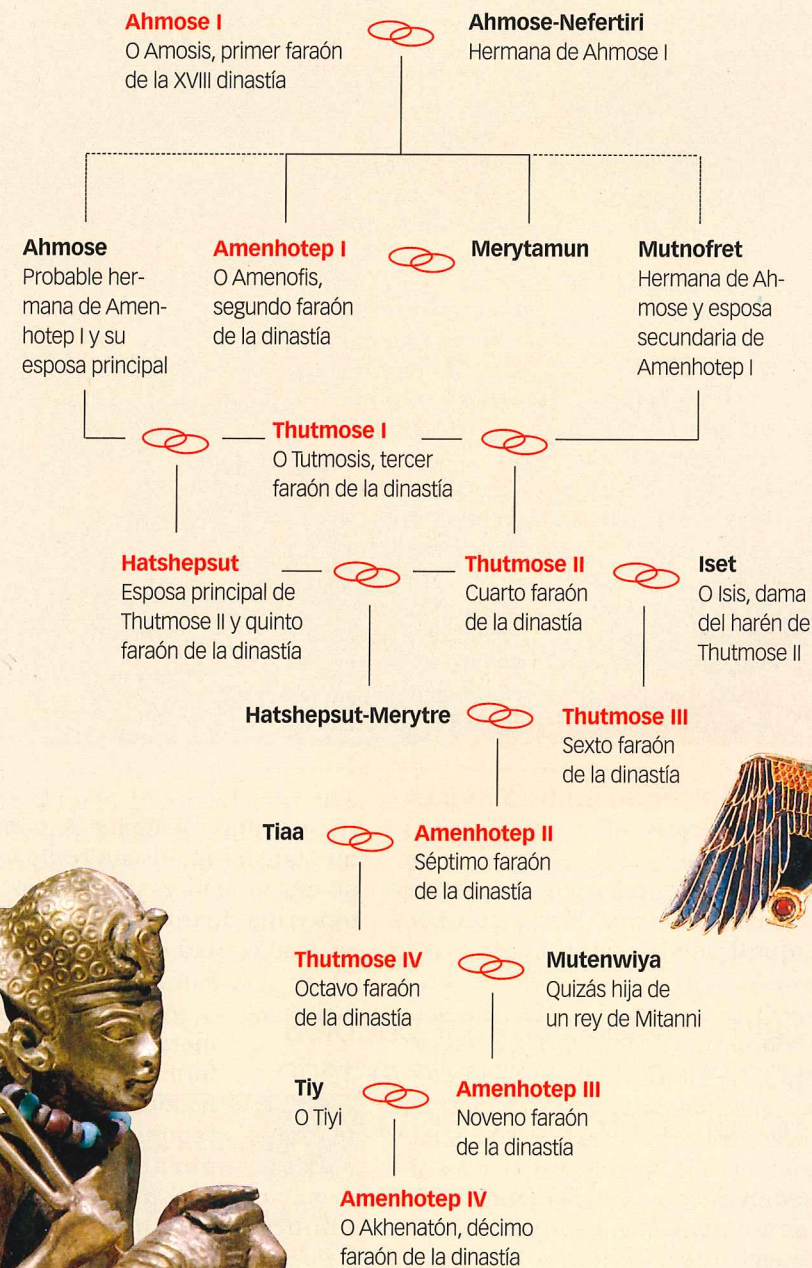 Ahmose I
O Amosis, primer faraón
de la XVIII dinastía
Ahmose-Nefertiri
Hermana de Ahmose I
Ahmose
Probable her-
mana de Amen-
hotep I y su
esposa principal
Amenhotep I
O Amenofis,
segundo faraón
de la dinastía
Merytamun
Mutnofret
Hermana de Ah-
mose y esposa
secundaria de
Amenhotep I
Thutmose I
O Tutmosis, tercer
faraón de la dinastía
Hatshepsut
Esposa principal de
Thutmose II y quinto
faraón de la dinastía
Thutmose II
Cuarto faraón
de la dinastía
Iset
O Isis, dama
del harén de
Thutmose II
Hatshepsut-Merytre
Thutmose III
Sexto faraón
de la dinastía
Tiaa
Amenhotep II
Séptimo faraón
de la dinastía
Thutmose IV
Octavo faraón
de la dinastía
Mutenwiya
Quizás hija de
un rey de Mitanni
Tiy
O Tiyi
Amenhotep III
Noveno faraón
de la dinastía
Amenhotep IV
O Akhenatón, décimo
faraón de la dinastía